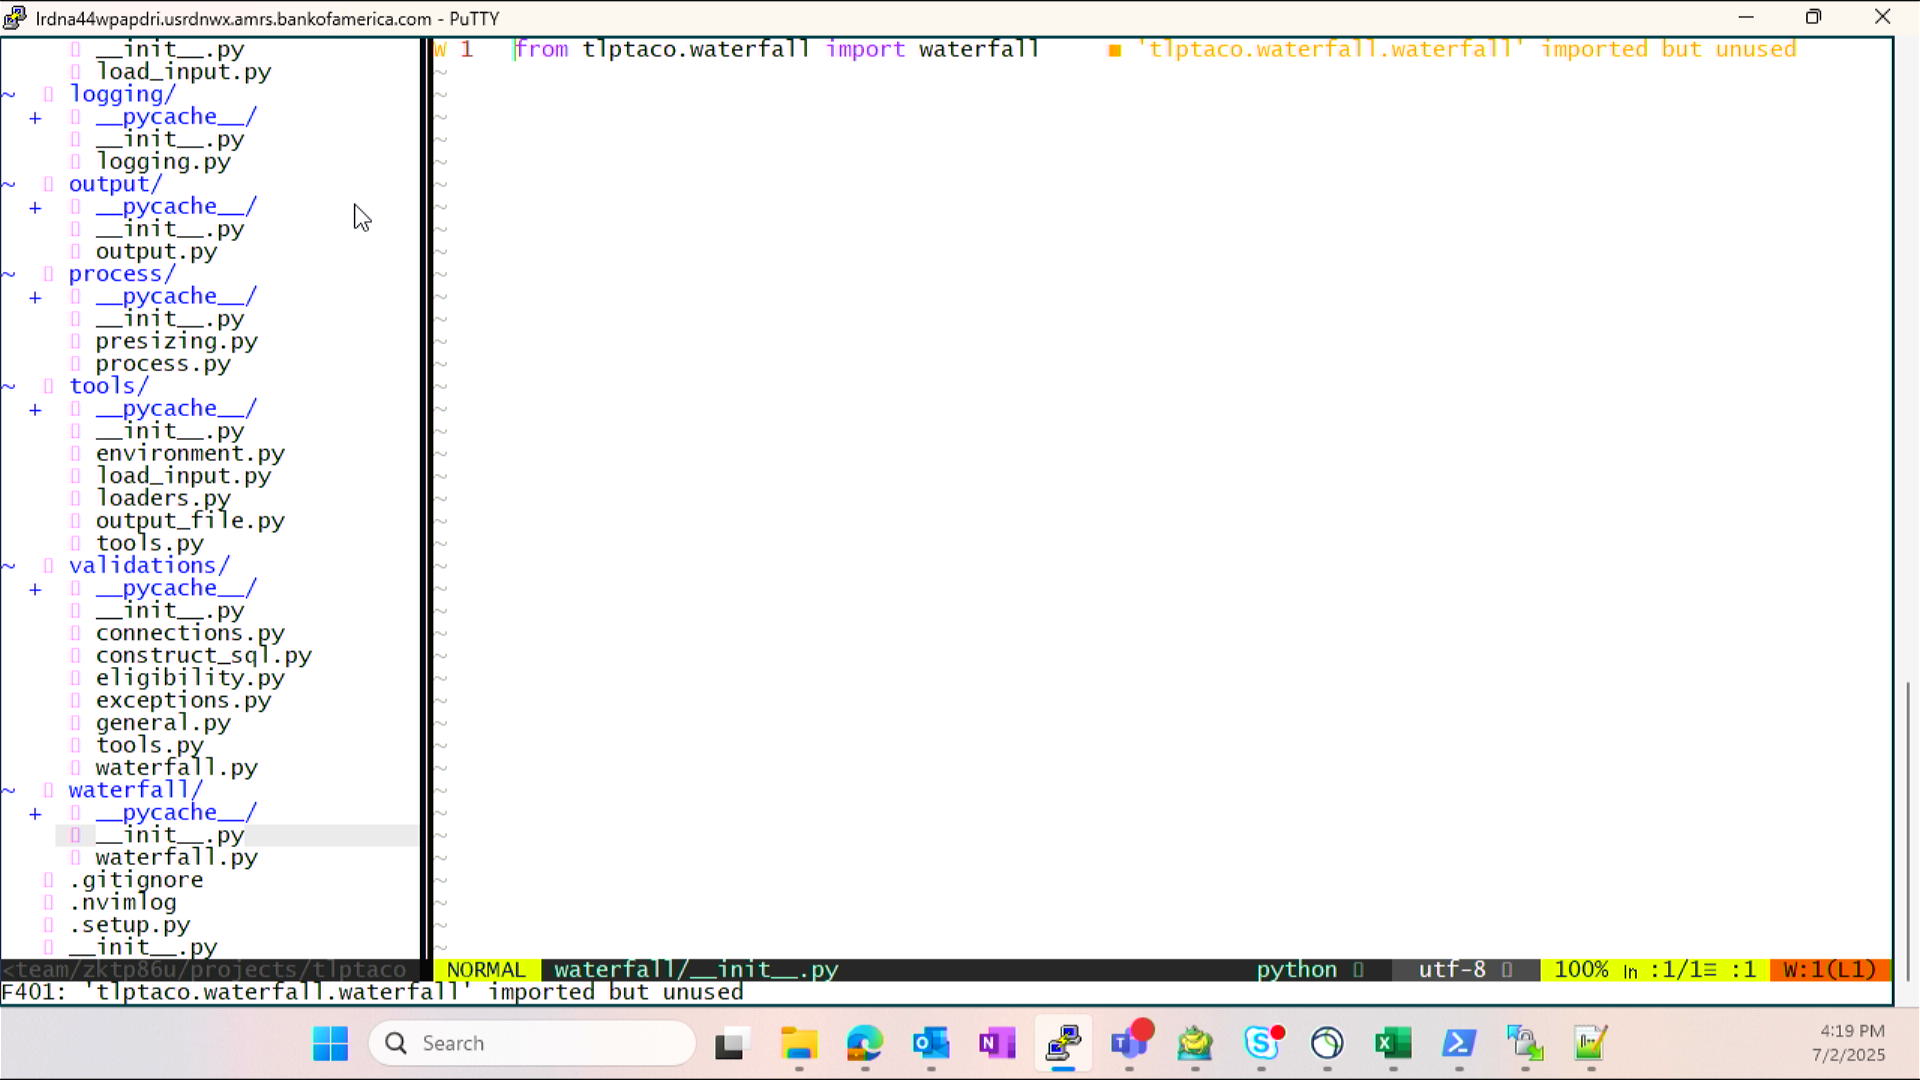 lrdna44wpapdri.usrdnwx.amrs.bankofamerica.com - PuTTY
__init__.py
load_input.py
~ logging/
+ __pycache__/
__init__.py
logging.py
~ output/
+ __pycache__/
__init__.py
output.py
~ process/
+ __pycache__/
__init__.py
presizing.py
process.py
~ tools/
+ __pycache__/
__init__.py
environment.py
load_input.py
loaders.py
output_file.py
tools.py
~ validations/
+ __pycache__/
__init__.py
connections.py
construct_sql.py
eligibility.py
exceptions.py
general.py
tools.py
waterfall.py
~ waterfall/
+ __pycache__/
__init__.py
waterfall.py
.gitignore
.nvimlog
.setup.py
__init__.py
<team/zktp86u/projects/tlptaco
W 1 from tlptaco.waterfall import waterfall ■ 'tlptaco.waterfall.waterfall' imported but unused
NORMAL waterfall/__init__.py python utf-8 100% ln :1/1≡ :1 W:1(L1)
F401: 'tlptaco.waterfall.waterfall' imported but unused
Search
4:19 PM
7/2/2025